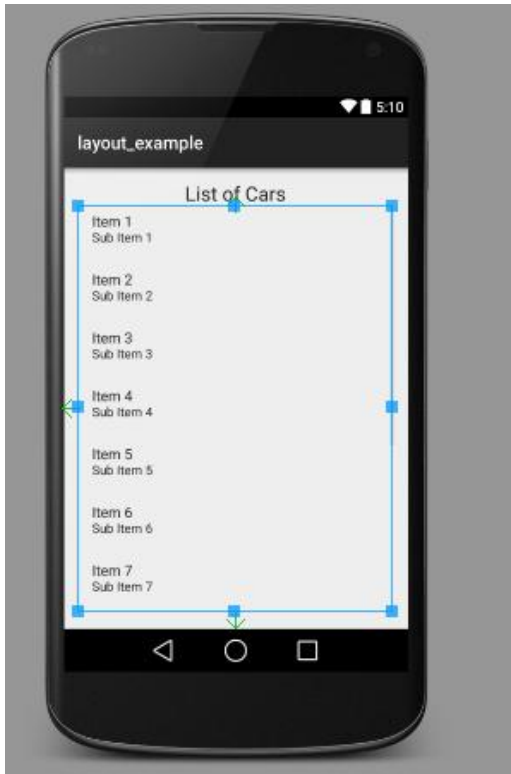 5:10
layout_example
List of Cars
Item 1
Sub Item 1
Item 2
Sub Item 2
Item 3
Sub Item 3
Item 4
Sub Item 4
Item 5
Sub Item 5
Item 6
Sub Item 6
Item 7
Sub Item 7